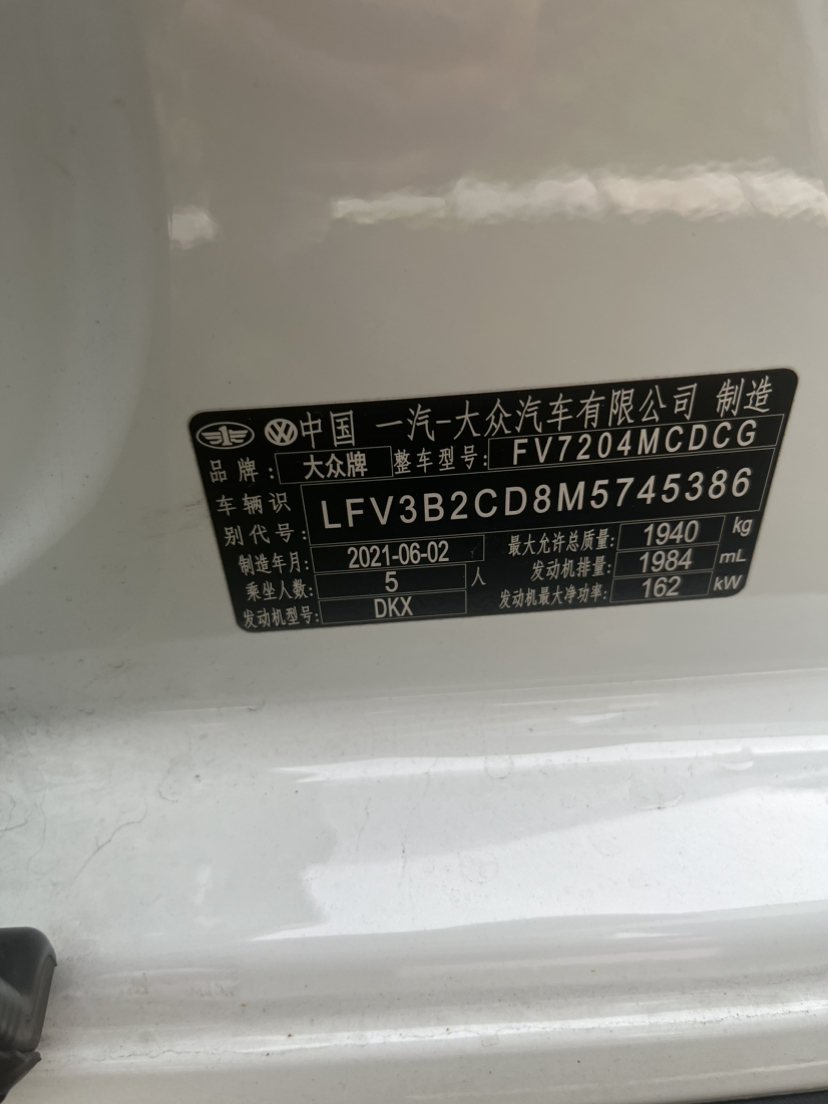 中国 一汽-大众汽车有限公司 制造
品牌: 大众牌 整车型号: FV7204MCDCG
车辆识别代号: LFV3B2CD8M5745386
制造年月: 2021-06-02 最大允许总质量: 1940 kg
乘坐人数: 5 人 发动机排量: 1984 mL
发动机型号: DKX 发动机最大净功率: 162 kW